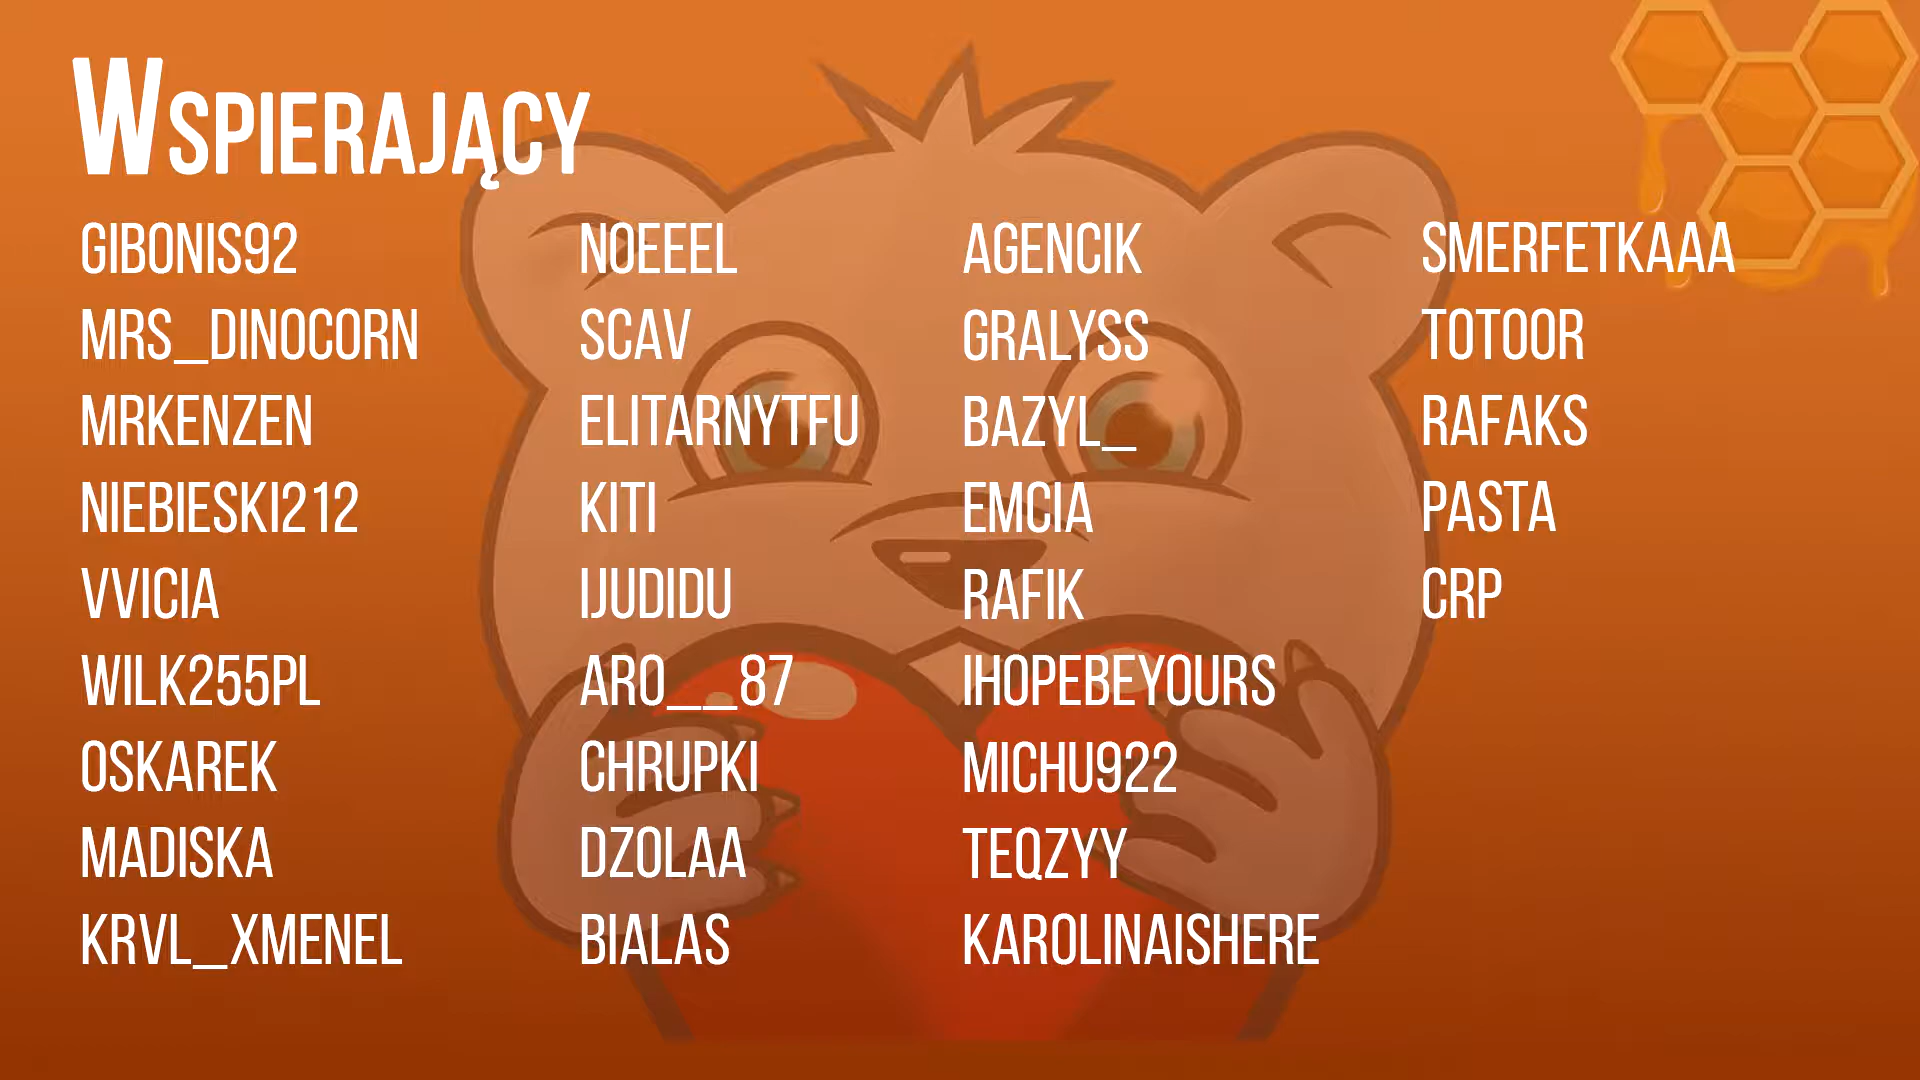 Wspierający
GIBONIS92
MRS_DINOCORN
MRKENZEN
NIEBIESKI212
VVICIA
WILK255PL
OSKAREK
MADISKA
KRVL_XMENEL
NOEEEL
SCAV
ELITARNYTFU
KITI
IJUDIDU
ARO__87
CHRUPKI
DZOLAA
BIALAS
AGENCIK
GRALYSS
BAZYL_
EMCIA
RAFIK
IHOPEBEYOURS
MICHU922
TEQZYY
KAROLINAISHERE
SMERFETKAAA
TOTOOR
RAFAKS
PASTA
CRP